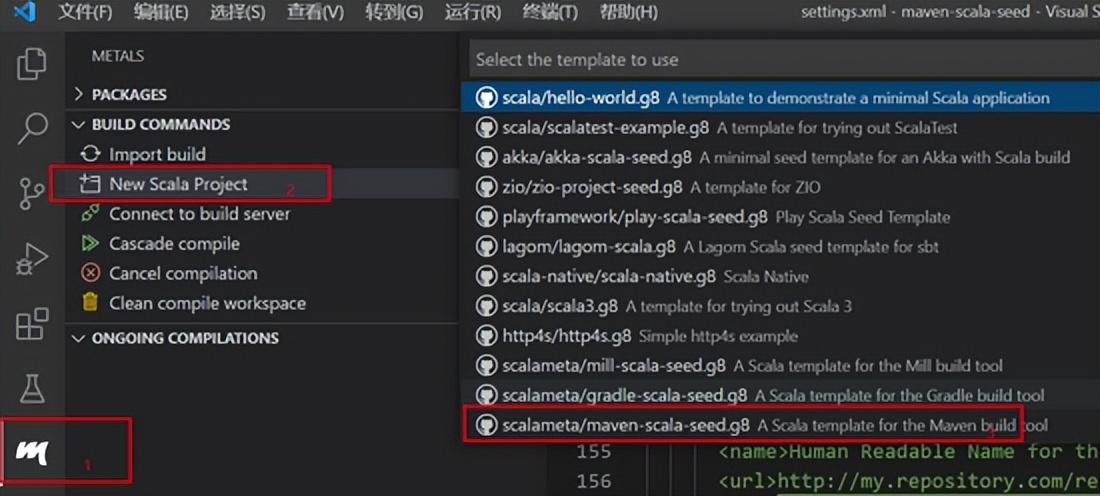 文件(F) 编辑(E) 选择(S) 查看(V) 转到(G) 运行(R) 终端(T) 帮助(H) settings.xml - maven-scala-seed - Visual S
METALS
PACKAGES
BUILD COMMANDS
Import build
New Scala Project 2
Connect to build server
Cascade compile
Cancel compilation
Clean compile workspace
ONGOING COMPILATIONS
1
Select the template to use
scala/hello-world.g8 A template to demonstrate a minimal Scala application
scala/scalatest-example.g8 A template for trying out ScalaTest
akka/akka-scala-seed.g8 A minimal seed template for an Akka with Scala build
zio/zio-project-seed.g8 A template for ZIO
playframework/play-scala-seed.g8 Play Scala Seed Template
lagom/lagom-scala.g8 A Lagom Scala seed template for sbt
scala-native/scala-native.g8 Scala Native
scala/scala3.g8 A template for trying out Scala 3
http4s/http4s.g8 Simple http4s example
scalameta/mill-scala-seed.g8 A Scala template for the Mill build tool
scalameta/gradle-scala-seed.g8 A Scala template for the Gradle build tool
scalameta/maven-scala-seed.g8 A Scala template for the Maven build tool 3
155 <name>Human Readable Name for th
156 <url>http://my.repository.com/re